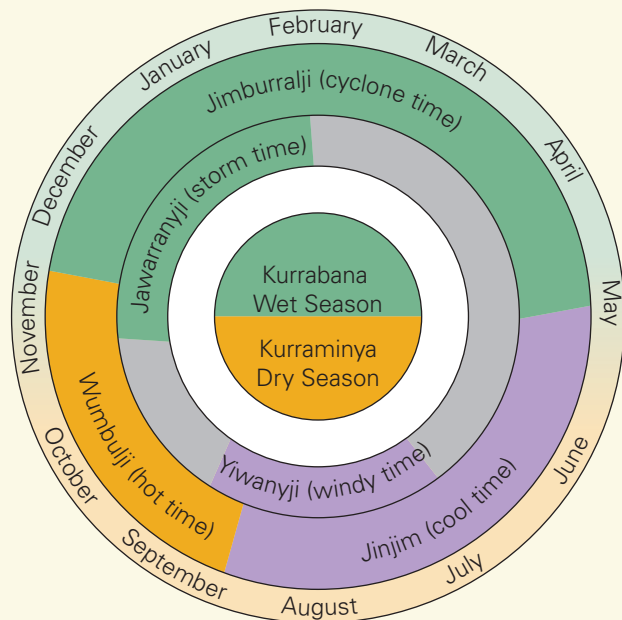 January
February
March
April
May
June
July
August
September
October
November
December
Jimburralji (cyclone time)
Jawarranyji (storm time)
Kurrabana
Wet Season
Kurraminya
Dry Season
Wumbulji (hot time)
Yiwanyji (windy time)
Jinjim (cool time)